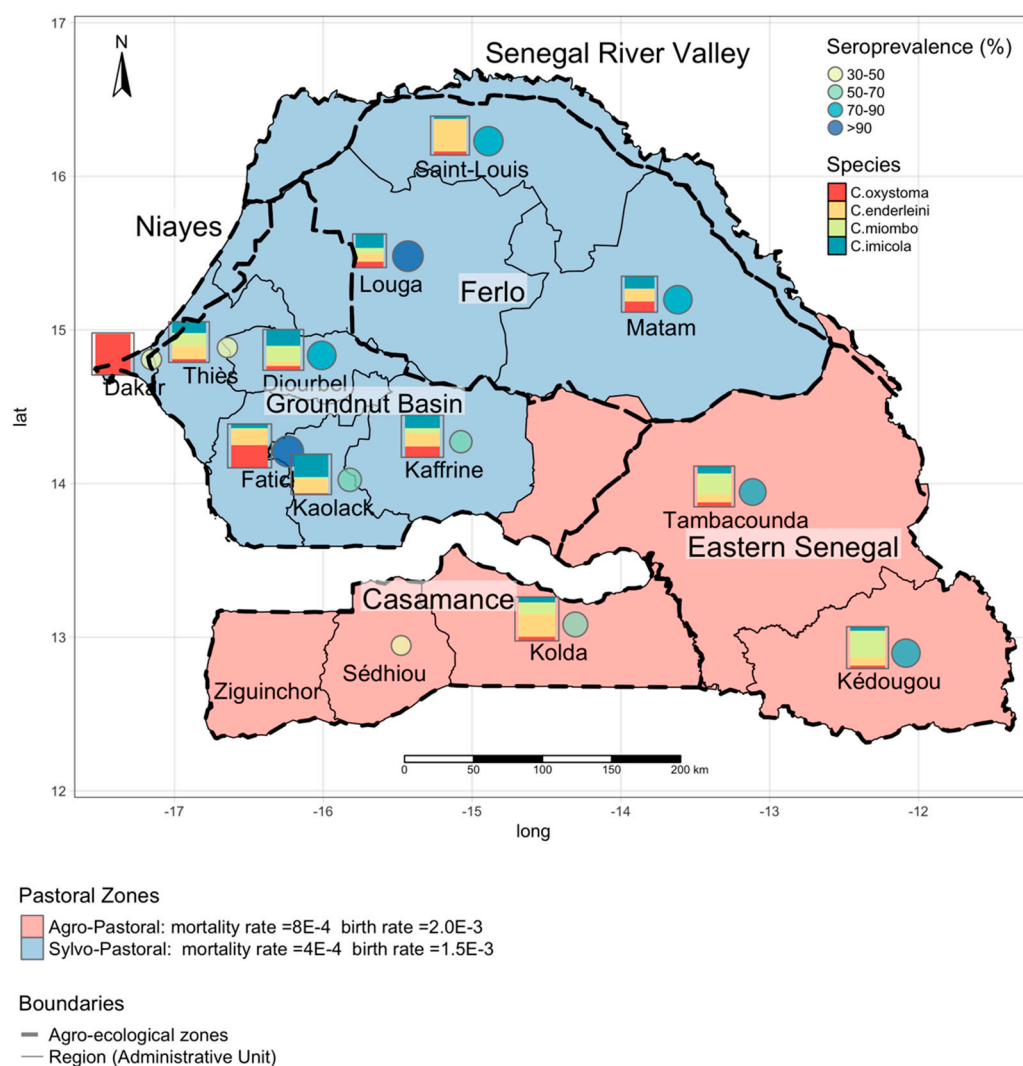 17
N
Senegal River Valley
Seroprevalence (%)
30-50
50-70
70-90
>90
Species
C.oxystoma
C.enderleini
C.miombo
C.imicola
16
Saint-Louis
Niayes
Louga
Ferlo
Matam
15
Dakar
Thiès
Diourbel
Groundnut Basin
lat
Kaffrine
14
Fatic
Kaolack
Tambacounda
Eastern Senegal
Casamance
13
Kolda
Sédhiou
Ziguinchor
Kédougou
0 50 100 150 200 km
12
-17 -16 -15 -14 -13 -12
long
Pastoral Zones
Agro-Pastoral: mortality rate =8E-4 birth rate =2.0E-3
Sylvo-Pastoral: mortality rate =4E-4 birth rate =1.5E-3
Boundaries
Agro-ecological zones
Region (Administrative Unit)